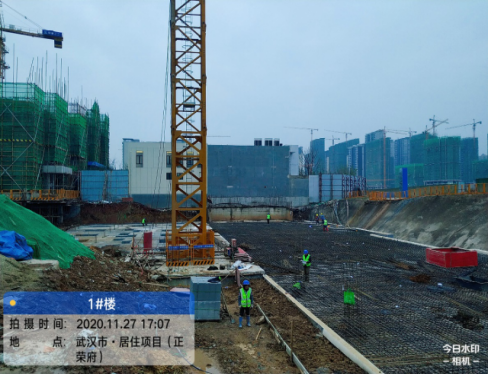 1#楼
拍 摄 时 间： 2020.11.27 17:07
地 点： 武汉市・居住项目（正
荣府）
今日水印
－相机－